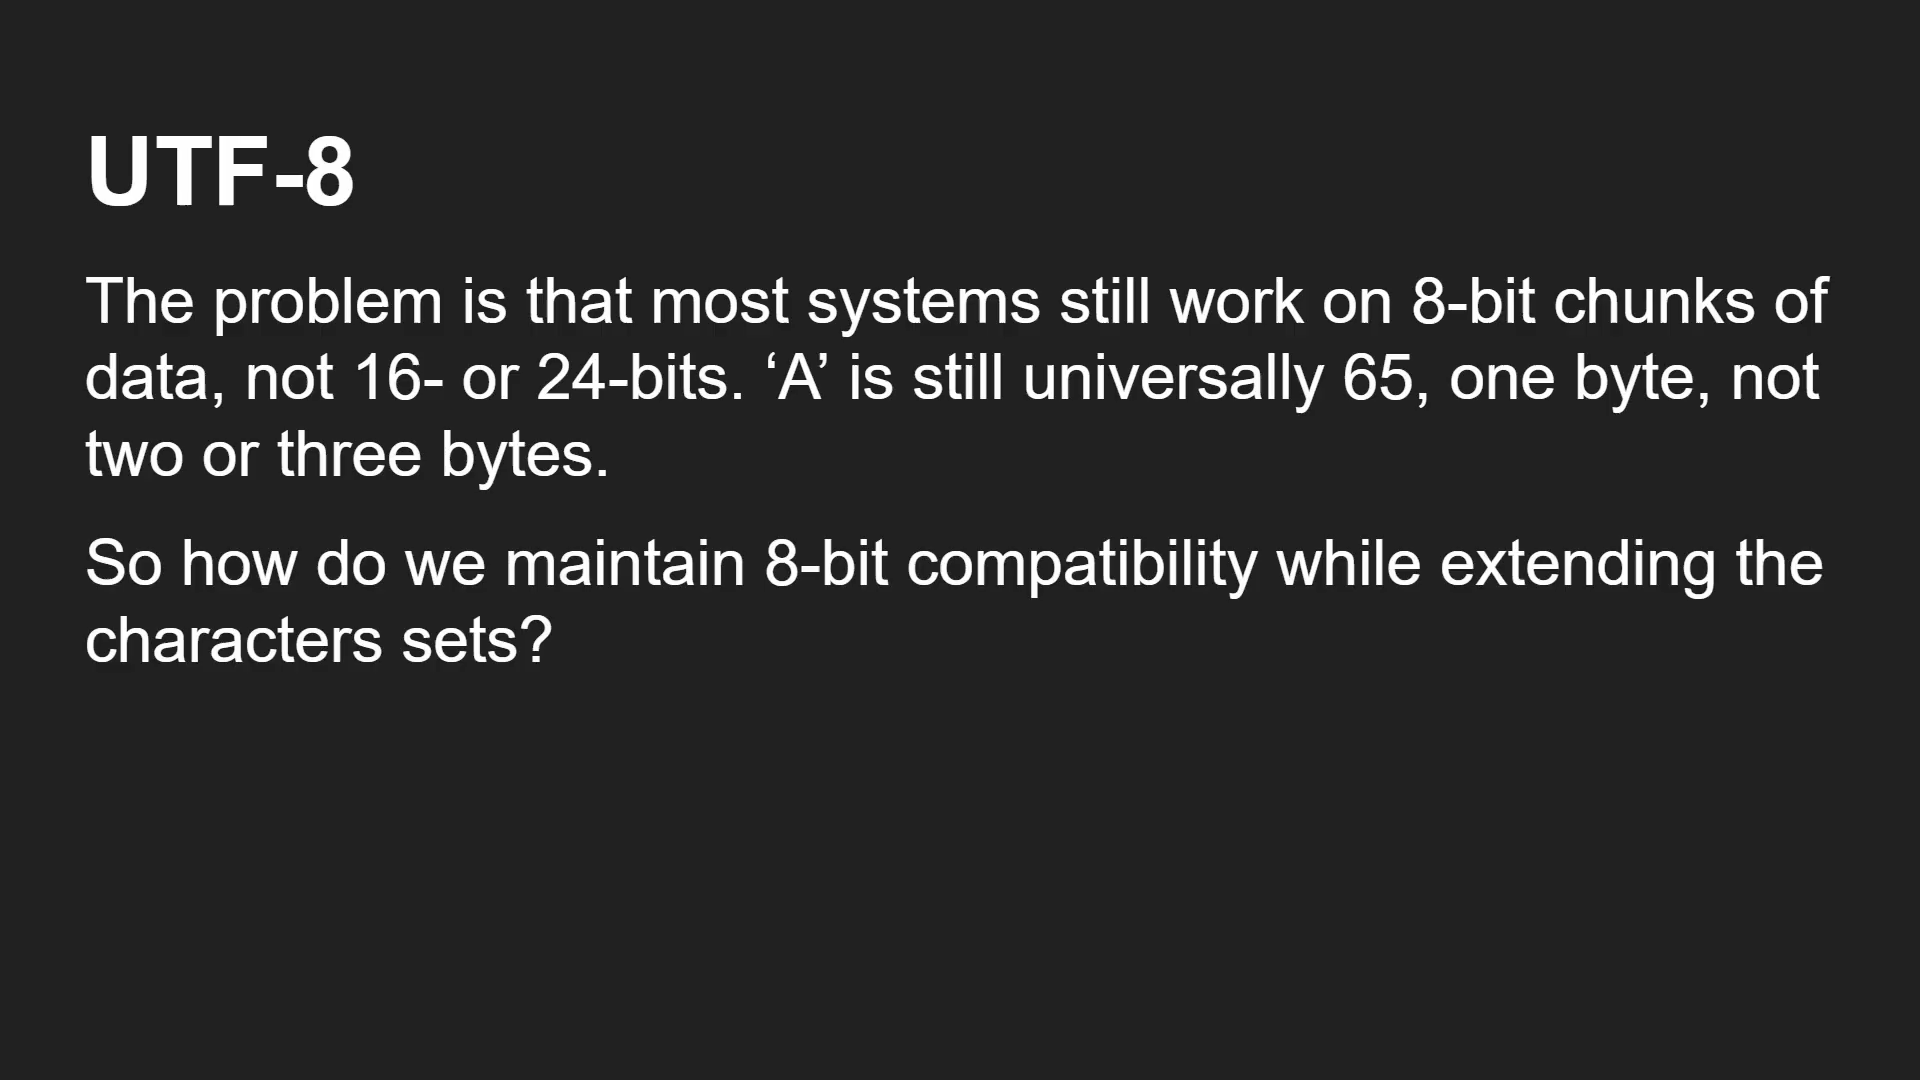 UTF-8
The problem is that most systems still work on 8-bit chunks of
data, not 16- or 24-bits. ‘A’ is still universally 65, one byte, not
two or three bytes.
So how do we maintain 8-bit compatibility while extending the
characters sets?